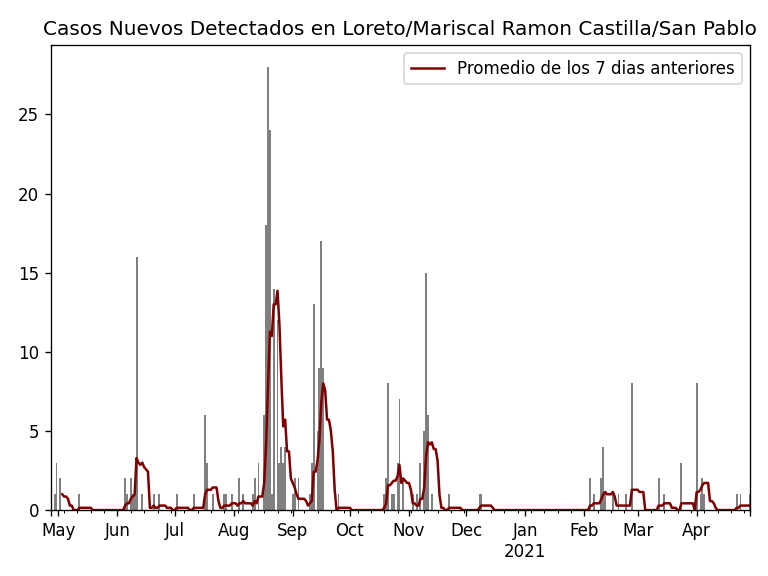 Casos Nuevos Detectados en Loreto/Mariscal Ramon Castilla/San Pablo
Promedio de los 7 dias anteriores
25
20
15
10
5
0
May Jun Jul Aug Sep Oct Nov Dec Jan Feb Mar Apr
2021